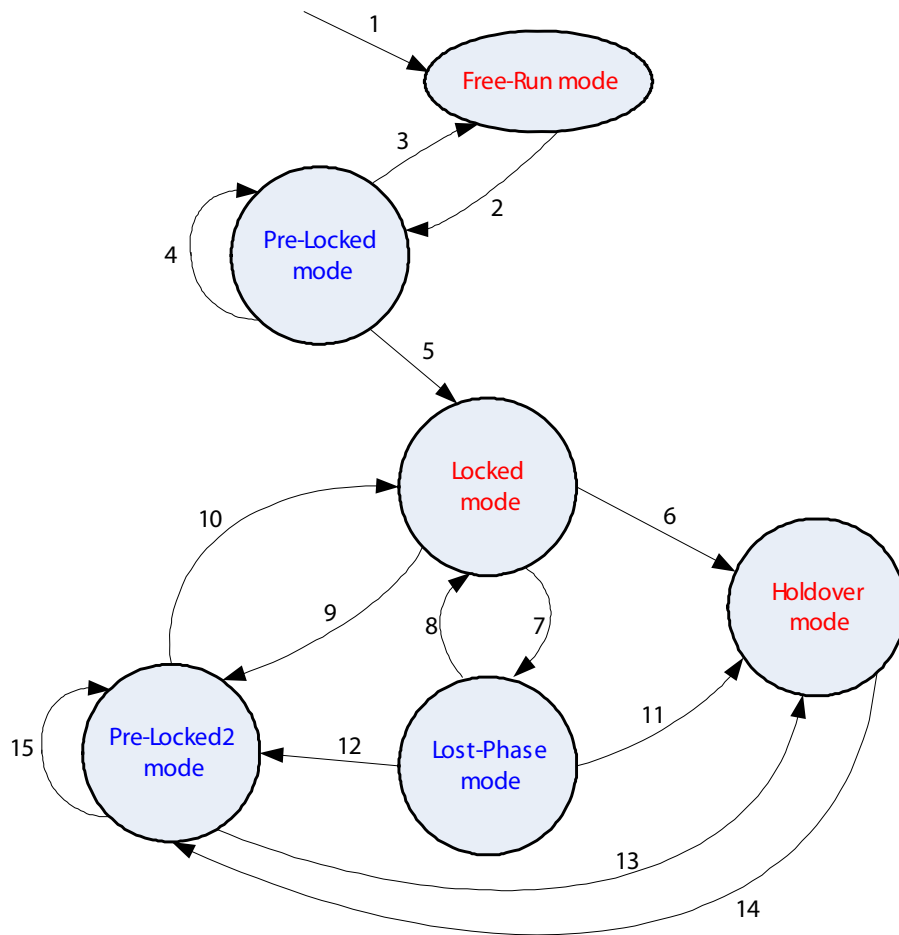 1
Free-Run mode
3
2
Pre-Locked
mode
4
5
Locked
mode
10
6
Holdover
mode
9
8
7
Pre-Locked2
mode
15
12
Lost-Phase
mode
11
13
14